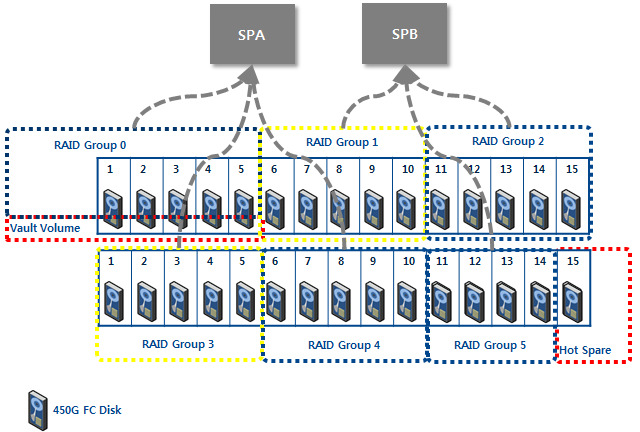 SPA SPB
RAID Group 0 RAID Group 1 RAID Group 2
1 2 3 4 5 6 7 8 9 10 11 12 13 14 15
Vault Volume
1 2 3 4 5 6 7 8 9 10 11 12 13 14 15
RAID Group 3 RAID Group 4 RAID Group 5 Hot Spare
450G FC Disk